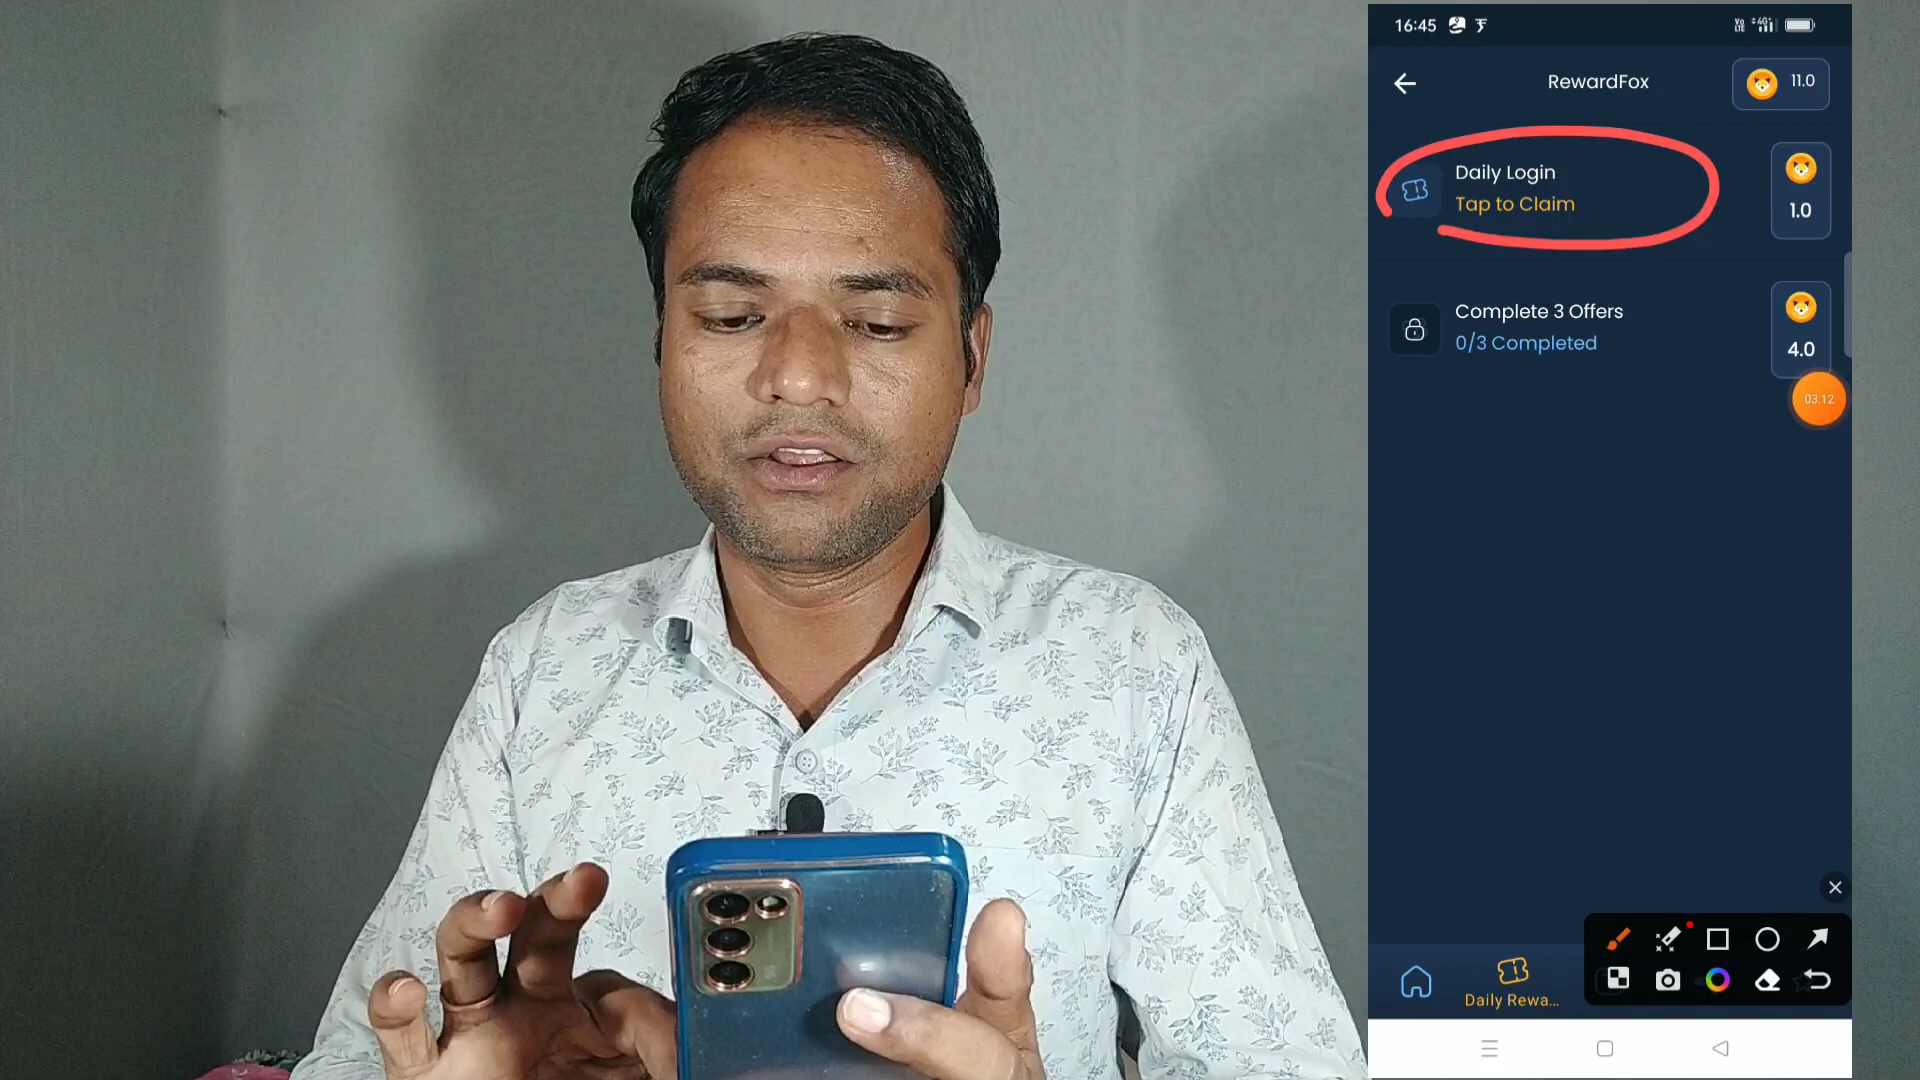 16:45
RewardFox
11.0
Daily Login
Tap to Claim
1.0
Complete 3 Offers
0/3 Completed
4.0
03:12
Daily Rewa...